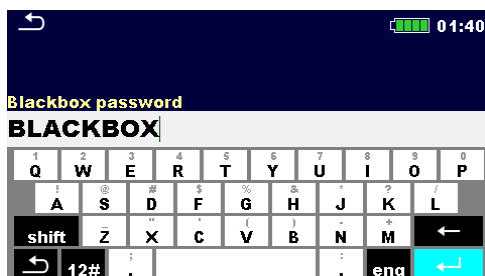 01:40
Blackbox password
BLACKBOX
1 2 3 4 5 6 7 8 9 0
Q W E R T Y U I O P
! @ # $ % & * ? /
A S D F G H J K L
_ " ' ( ) - +
shift Z X C V B N M ←
; :
12# , . eng